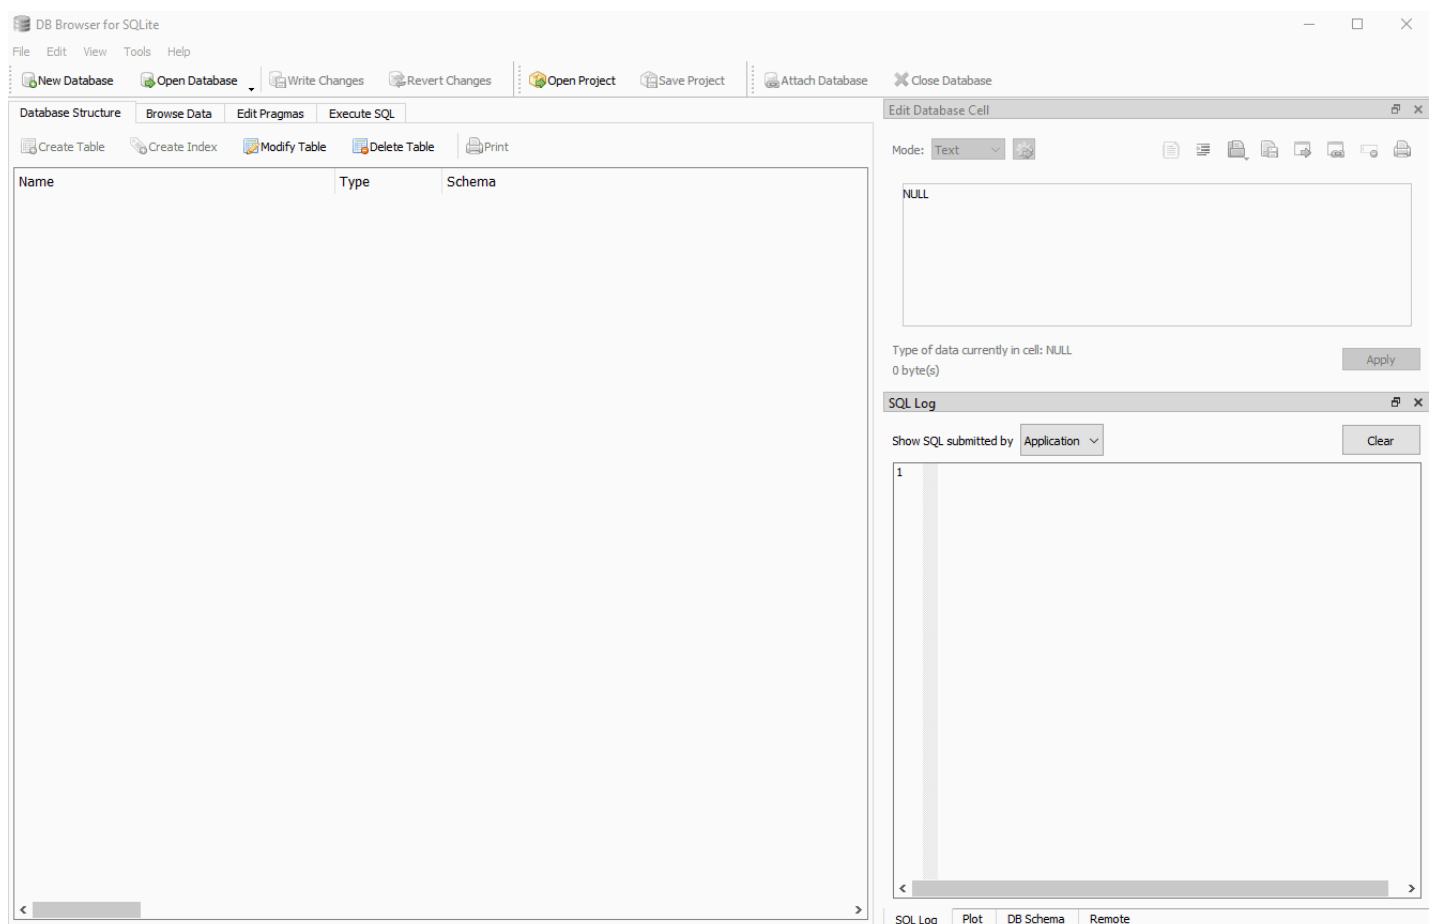 DB Browser for SQLite
File Edit View Tools Help
New Database Open Database Write Changes Revert Changes Open Project Save Project Attach Database Close Database
Database Structure Browse Data Edit Pragmas Execute SQL
Create Table Create Index Modify Table Delete Table Print
Name Type Schema
Edit Database Cell
Mode: Text
NULL
Type of data currently in cell: NULL
0 byte(s)
Apply
SQL Log
Show SQL submitted by Application Clear
1
SQL Log Plot DB Schema Remote